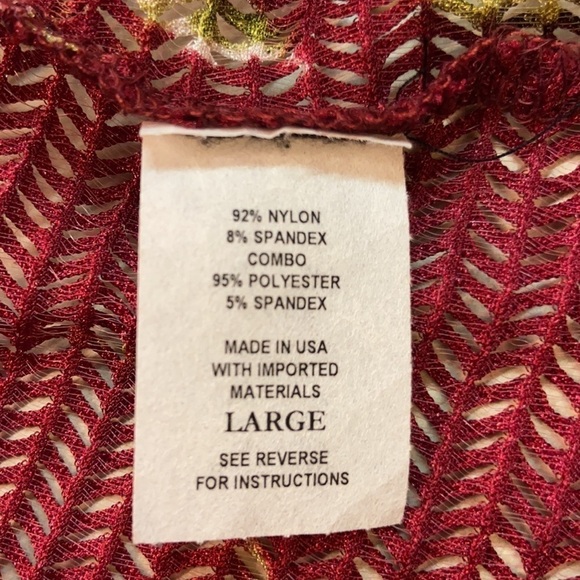 92% NYLON
8% SPANDEX
COMBO
95% POLYESTER
5% SPANDEX
MADE IN USA
WITH IMPORTED
MATERIALS
LARGE
SEE REVERSE
FOR INSTRUCTIONS